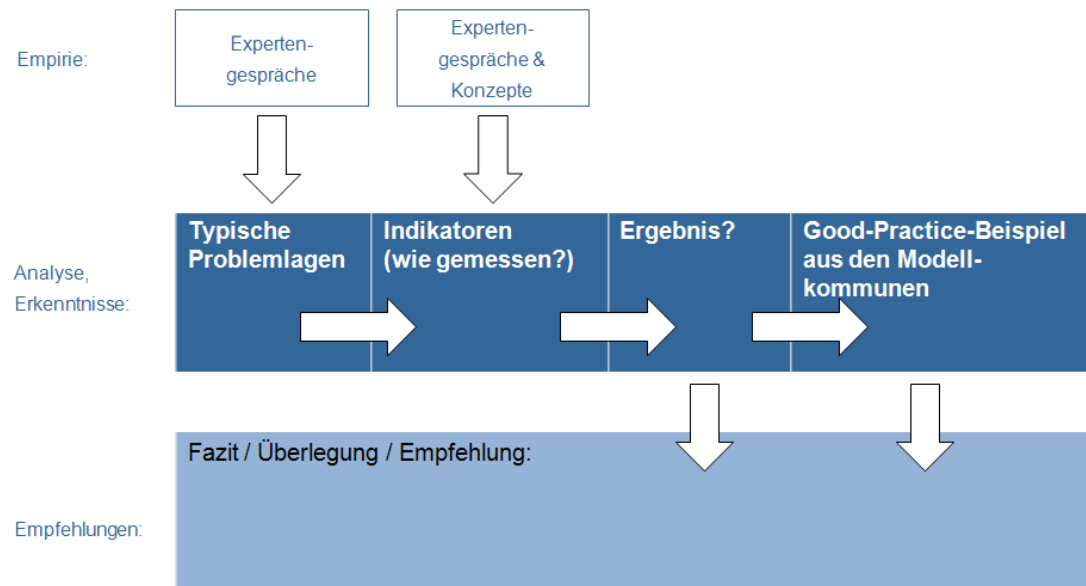 Empirie:
Experten-
gespräche
Experten-
gespräche &
Konzepte
Analyse,
Erkenntnisse:
Typische
Problemlagen
Indikatoren
(wie gemessen?)
Ergebnis?
Good-Practice-Beispiel
aus den Modell-
kommunen
Empfehlungen:
Fazit / Überlegung / Empfehlung: